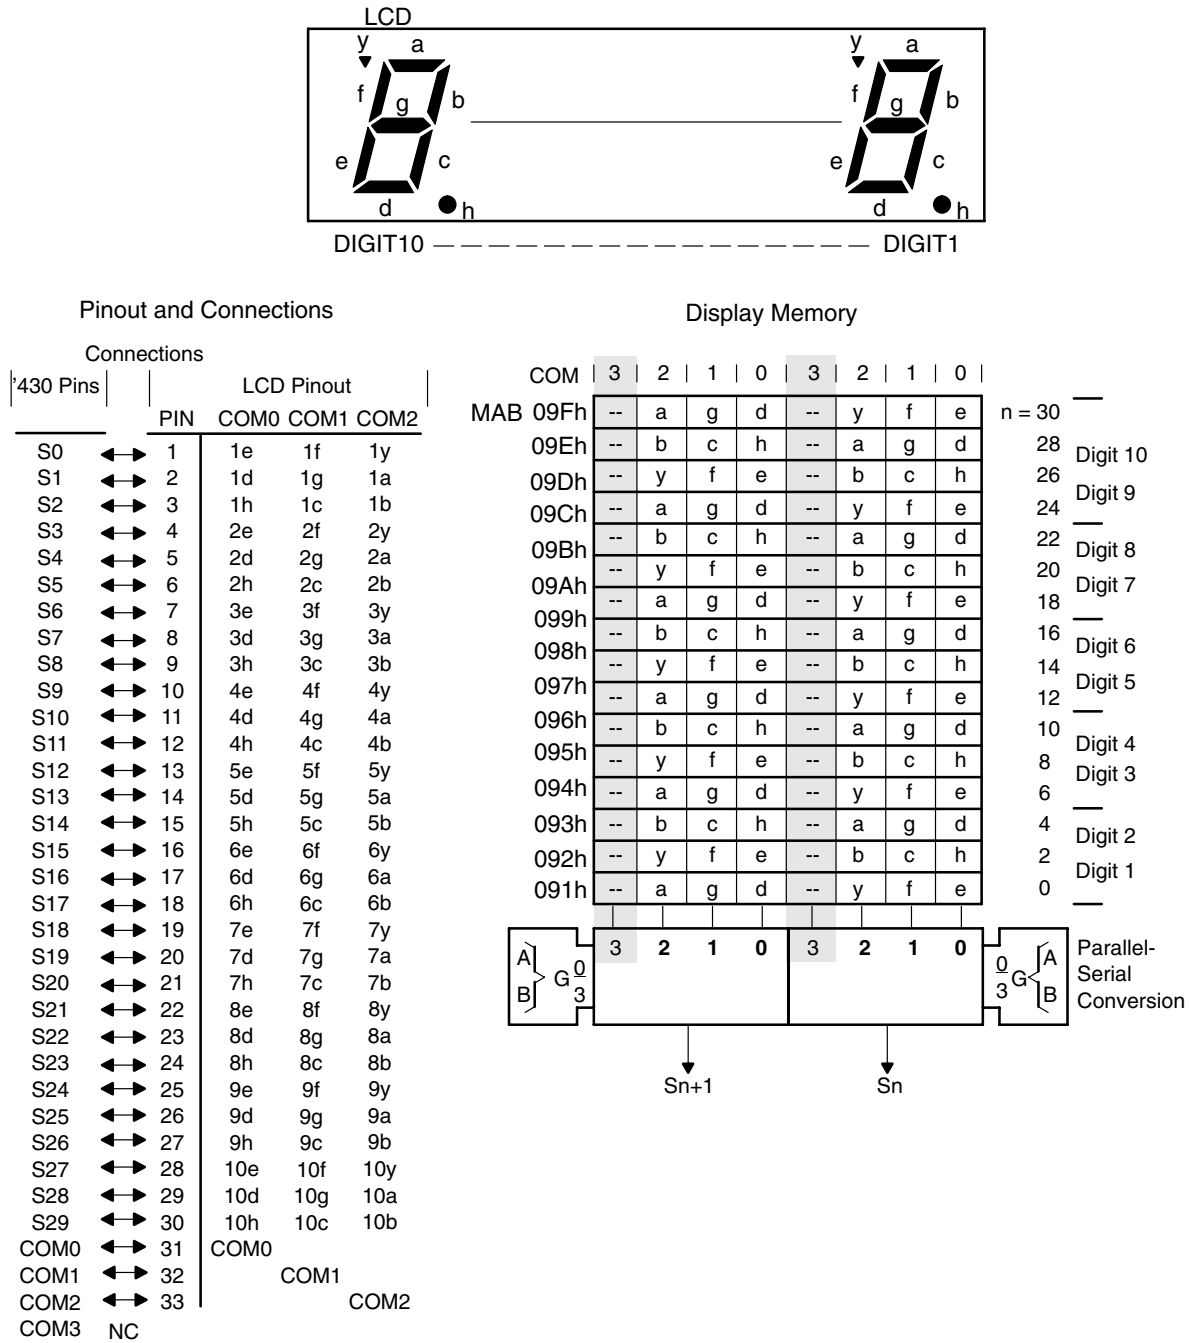 LCD
y a y a
f g b f g b
e c e c
d h d h
DIGIT10 DIGIT1
Pinout and Connections
Connections
'430 Pins LCD Pinout
PIN COM0 COM1 COM2
S0 1 1e 1f 1y
S1 2 1d 1g 1a
S2 3 1h 1c 1b
S3 4 2e 2f 2y
S4 5 2d 2g 2a
S5 6 2h 2c 2b
S6 7 3e 3f 3y
S7 8 3d 3g 3a
S8 9 3h 3c 3b
S9 10 4e 4f 4y
S10 11 4d 4g 4a
S11 12 4h 4c 4b
S12 13 5e 5f 5y
S13 14 5d 5g 5a
S14 15 5h 5c 5b
S15 16 6e 6f 6y
S16 17 6d 6g 6a
S17 18 6h 6c 6b
S18 19 7e 7f 7y
S19 20 7d 7g 7a
S20 21 7h 7c 7b
S21 22 8e 8f 8y
S22 23 8d 8g 8a
S23 24 8h 8c 8b
S24 25 9e 9f 9y
S25 26 9d 9g 9a
S26 27 9h 9c 9b
S27 28 10e 10f 10y
S28 29 10d 10g 10a
S29 30 10h 10c 10b
COM0 31 COM0
COM1 32 COM1
COM2 33 COM2
COM3 NC
Display Memory
COM 3 2 1 0 3 2 1 0
MAB 09Fh -- a g d -- y f e n = 30
09Eh -- b c h -- a g d 28 Digit 10
09Dh -- y f e -- b c h 26
09Ch -- a g d -- y f e 24 Digit 9
09Bh -- b c h -- a g d 22 Digit 8
09Ah -- y f e -- b c h 20 Digit 7
099h -- a g d -- y f e 18
098h -- b c h -- a g d 16 Digit 6
097h -- y f e -- b c h 14 Digit 5
096h -- a g d -- y f e 12
095h -- b c h -- a g d 10 Digit 4
094h -- y f e -- b c h 8 Digit 3
093h -- a g d -- y f e 6
092h -- b c h -- a g d 4 Digit 2
091h -- y f e -- b c h 2 Digit 1
-- a g d -- y f e 0
3 2 1 0 3 2 1 0
A B G 0 3
0 3 G A B
Parallel-
Serial
Conversion
Sn+1 Sn